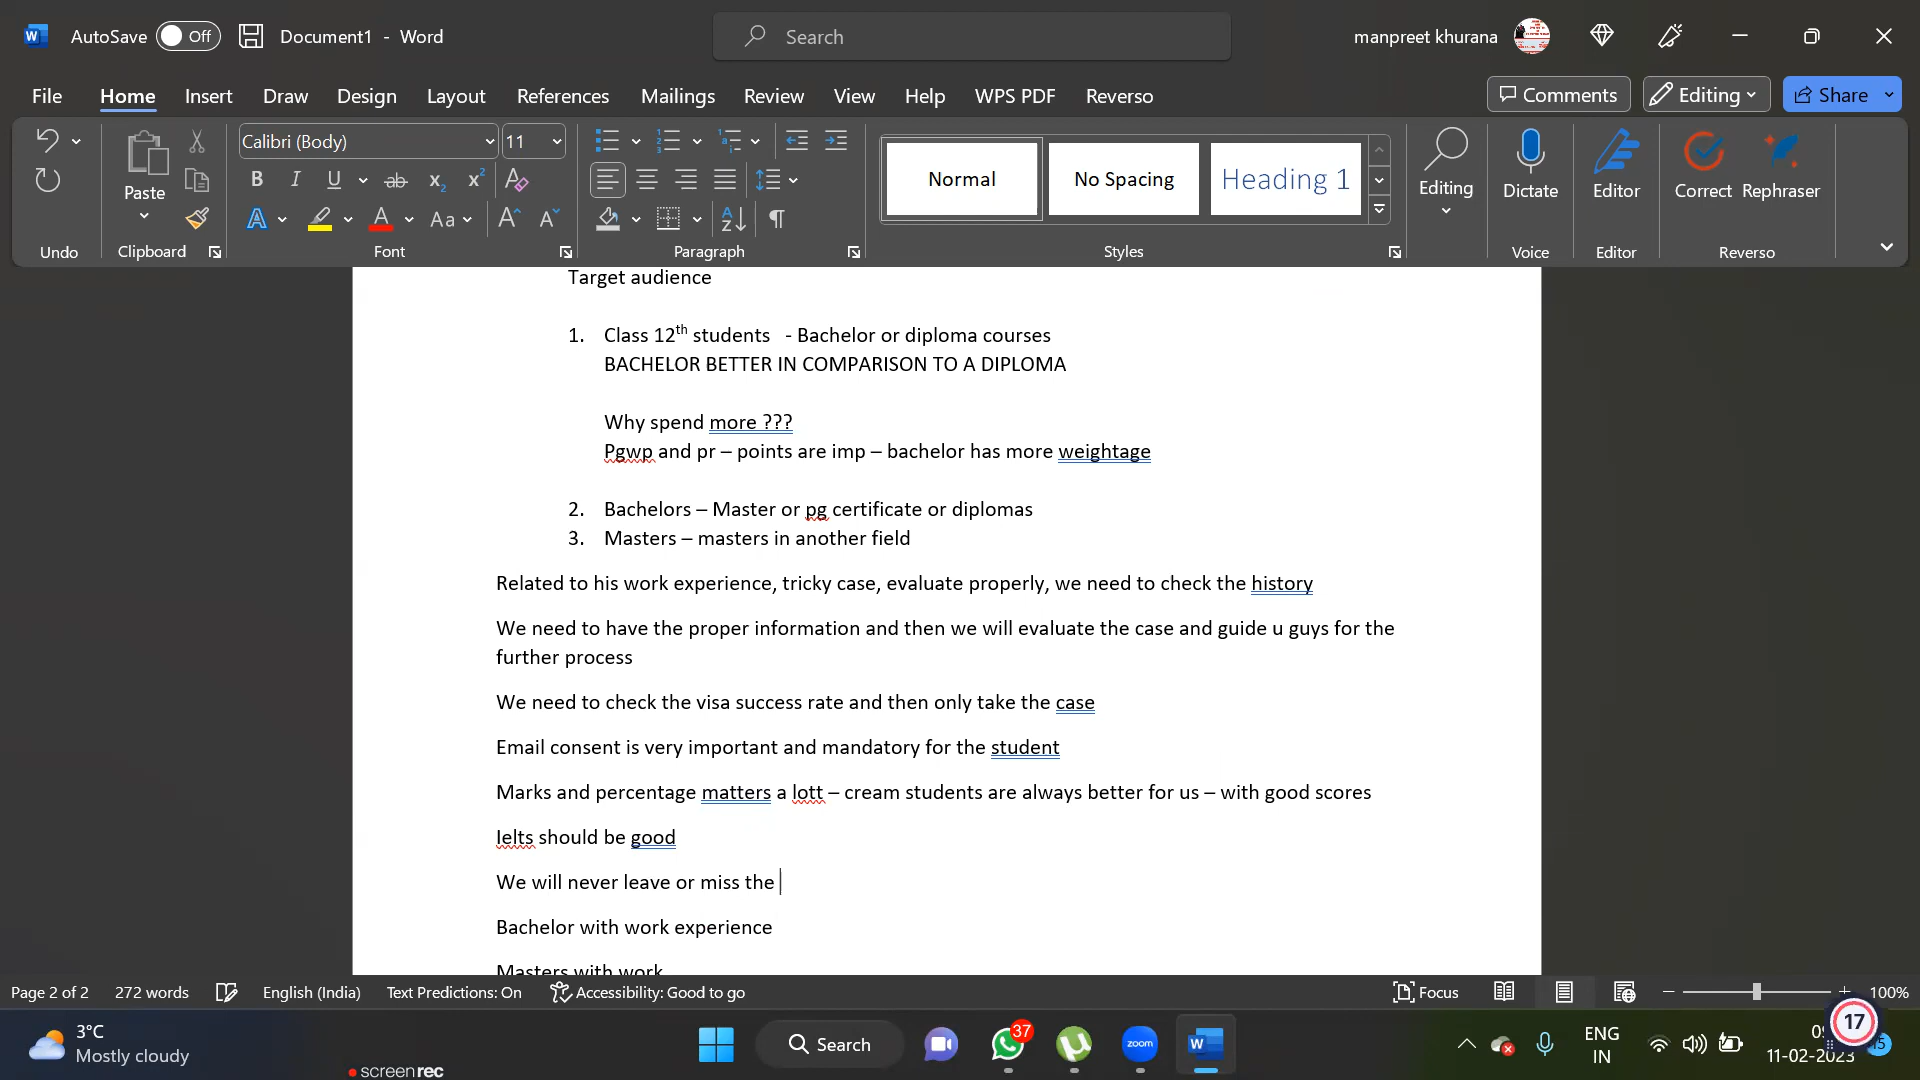 AutoSave Off Document1 - Word Search manpreet khurana
File Home Insert Draw Design Layout References Mailings Review View Help WPS PDF Reverso Comments Editing Share
Calibri (Body) 11
Paste
Normal No Spacing Heading 1
Editing Dictate Editor Correct Rephraser
Undo Clipboard Font Paragraph Styles Voice Editor Reverso
Target audience
1. Class 12th students - Bachelor or diploma courses
BACHELOR BETTER IN COMPARISON TO A DIPLOMA
Why spend more ???
Pgwp and pr – points are imp – bachelor has more weightage
2. Bachelors – Master or pg certificate or diplomas
3. Masters – masters in another field
Related to his work experience, tricky case, evaluate properly, we need to check the history
We need to have the proper information and then we will evaluate the case and guide u guys for the
further process
We need to check the visa success rate and then only take the case
Email consent is very important and mandatory for the student
Marks and percentage matters a lott – cream students are always better for us – with good scores
Ielts should be good
We will never leave or miss the
Bachelor with work experience
Masters with work
Page 2 of 2 272 words English (India) Text Predictions: On Accessibility: Good to go Focus 100%
3°C
Mostly cloudy
Search
37
zoom
ENG
IN
17
11-02-2023
screenrec